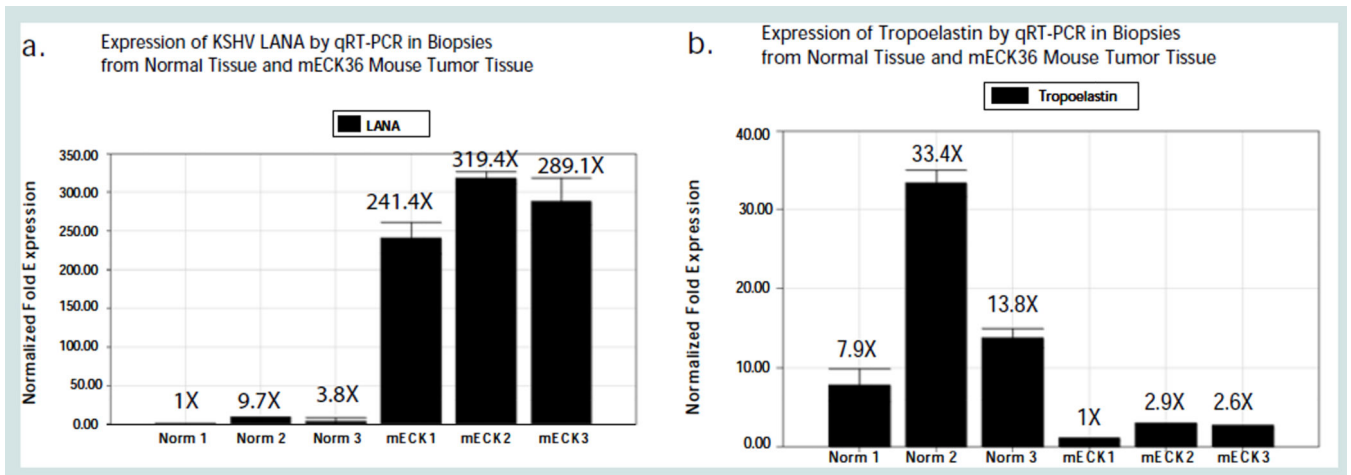 a.
Expression of KSHV LANA by qRT-PCR in Biopsies
from Normal Tissue and mECK36 Mouse Tumor Tissue
LANA
Normalized Fold Expression
350.00
300.00
250.00
200.00
150.00
100.00
50.00
0.00
1X
9.7X
3.8X
241.4X
319.4X
289.1X
Norm 1
Norm 2
Norm 3
mECK1
mECK2
mECK3
b.
Expression of Tropoelastin by qRT-PCR in Biopsies
from Normal Tissue and mECK36 Mouse Tumor Tissue
Tropoelastin
Normalized Fold Expression
40.00
30.00
20.00
10.00
0.00
7.9X
33.4X
13.8X
1X
2.9X
2.6X
Norm 1
Norm 2
Norm 3
mECK1
mECK2
mECK3